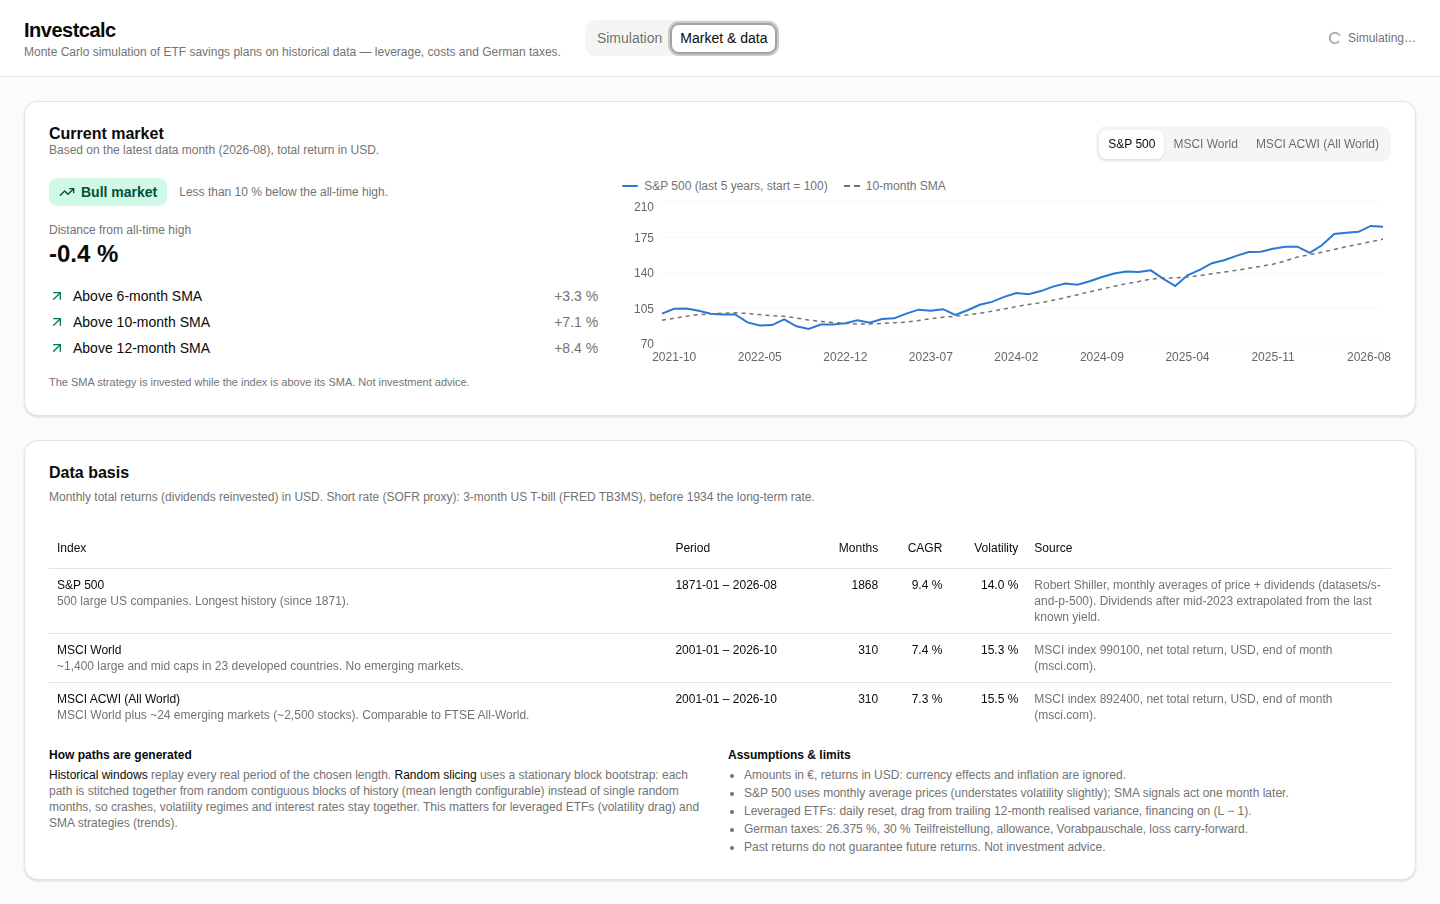 Investcalc
Monte Carlo simulation of ETF savings plans on historical data — leverage, costs and German taxes.
Simulation
Market & data
Simulating…
Current market
Based on the latest data month (2026-08), total return in USD.
S&P 500
MSCI World
MSCI ACWI (All World)
Bull market
Less than 10 % below the all-time high.
Distance from all-time high
-0.4 %
Above 6-month SMA +3.3 %
Above 10-month SMA +7.1 %
Above 12-month SMA +8.4 %
The SMA strategy is invested while the index is above its SMA. Not investment advice.
S&P 500 (last 5 years, start = 100)
10-month SMA
210
175
140
105
70
2021-10 2022-05 2022-12 2023-07 2024-02 2024-09 2025-04 2025-11 2026-08
Data basis
Monthly total returns (dividends reinvested) in USD. Short rate (SOFR proxy): 3-month US T-bill (FRED TB3MS), before 1934 the long-term rate.
Index Period Months CAGR Volatility Source
S&P 500 1871-01 – 2026-08 1868 9.4 % 14.0 % Robert Shiller, monthly averages of price + dividends (datasets/s-
500 large US companies. Longest history (since 1871). and-p-500). Dividends after mid-2023 extrapolated from the last
known yield.
MSCI World 2001-01 – 2026-10 310 7.4 % 15.3 % MSCI index 990100, net total return, USD, end of month
~1,400 large and mid caps in 23 developed countries. No emerging markets. (msci.com).
MSCI ACWI (All World) 2001-01 – 2026-10 310 7.3 % 15.5 % MSCI index 892400, net total return, USD, end of month
MSCI World plus ~24 emerging markets (~2,500 stocks). Comparable to FTSE All-World. (msci.com).
How paths are generated
Historical windows replay every real period of the chosen length. Random slicing uses a stationary block bootstrap: each
path is stitched together from random contiguous blocks of history (mean length configurable) instead of single random
months, so crashes, volatility regimes and interest rates stay together. This matters for leveraged ETFs (volatility drag) and
SMA strategies (trends).
Assumptions & limits
• Amounts in €, returns in USD: currency effects and inflation are ignored.
• S&P 500 uses monthly average prices (understates volatility slightly); SMA signals act one month later.
• Leveraged ETFs: daily reset, drag from trailing 12-month realised variance, financing on (L − 1).
• German taxes: 26.375 %, 30 % Teilfreistellung, allowance, Vorabpauschale, loss carry-forward.
• Past returns do not guarantee future returns. Not investment advice.